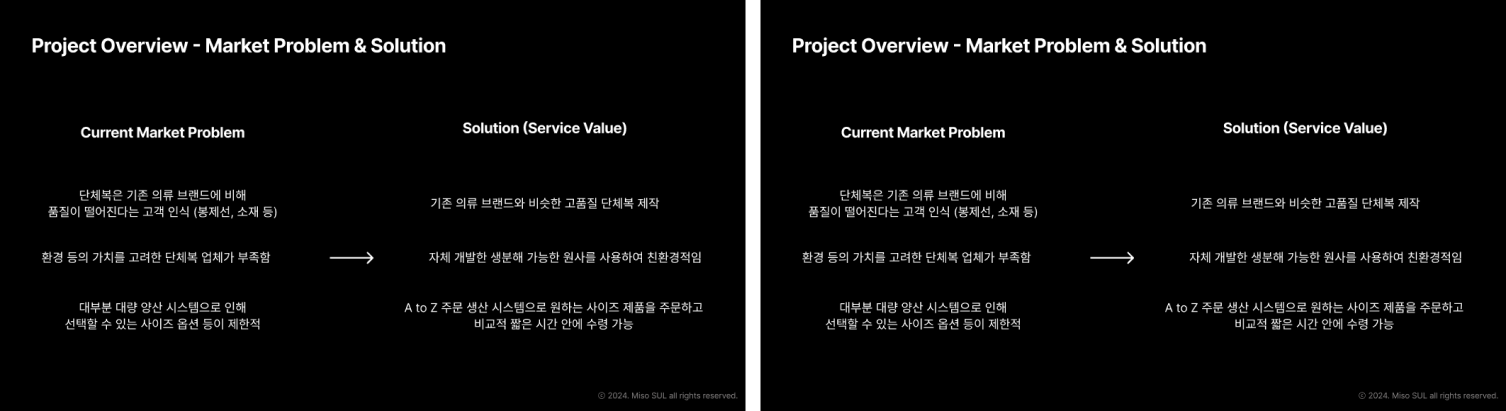 Project Overview - Market Problem & Solution
Current Market Problem
Solution (Service Value)
단체복은 기존 의류 브랜드에 비해
품질이 떨어진다는 고객 인식 (봉제선, 소재 등)
기존 의류 브랜드와 비슷한 고품질 단체복 제작
환경 등의 가치를 고려한 단체복 업체가 부족함
자체 개발한 생분해 가능한 원사를 사용하여 친환경적임
대부분 대량 양산 시스템으로 인해
선택할 수 있는 사이즈 옵션 등이 제한적
A to Z 주문 생산 시스템으로 원하는 사이즈 제품을 주문하고
비교적 짧은 시간 안에 수령 가능
ⓒ 2024. Miso SUL all rights reserved.
Project Overview - Market Problem & Solution
Current Market Problem
Solution (Service Value)
단체복은 기존 의류 브랜드에 비해
품질이 떨어진다는 고객 인식 (봉제선, 소재 등)
기존 의류 브랜드와 비슷한 고품질 단체복 제작
환경 등의 가치를 고려한 단체복 업체가 부족함
자체 개발한 생분해 가능한 원사를 사용하여 친환경적임
대부분 대량 양산 시스템으로 인해
선택할 수 있는 사이즈 옵션 등이 제한적
A to Z 주문 생산 시스템으로 원하는 사이즈 제품을 주문하고
비교적 짧은 시간 안에 수령 가능
ⓒ 2024. Miso SUL all rights reserved.